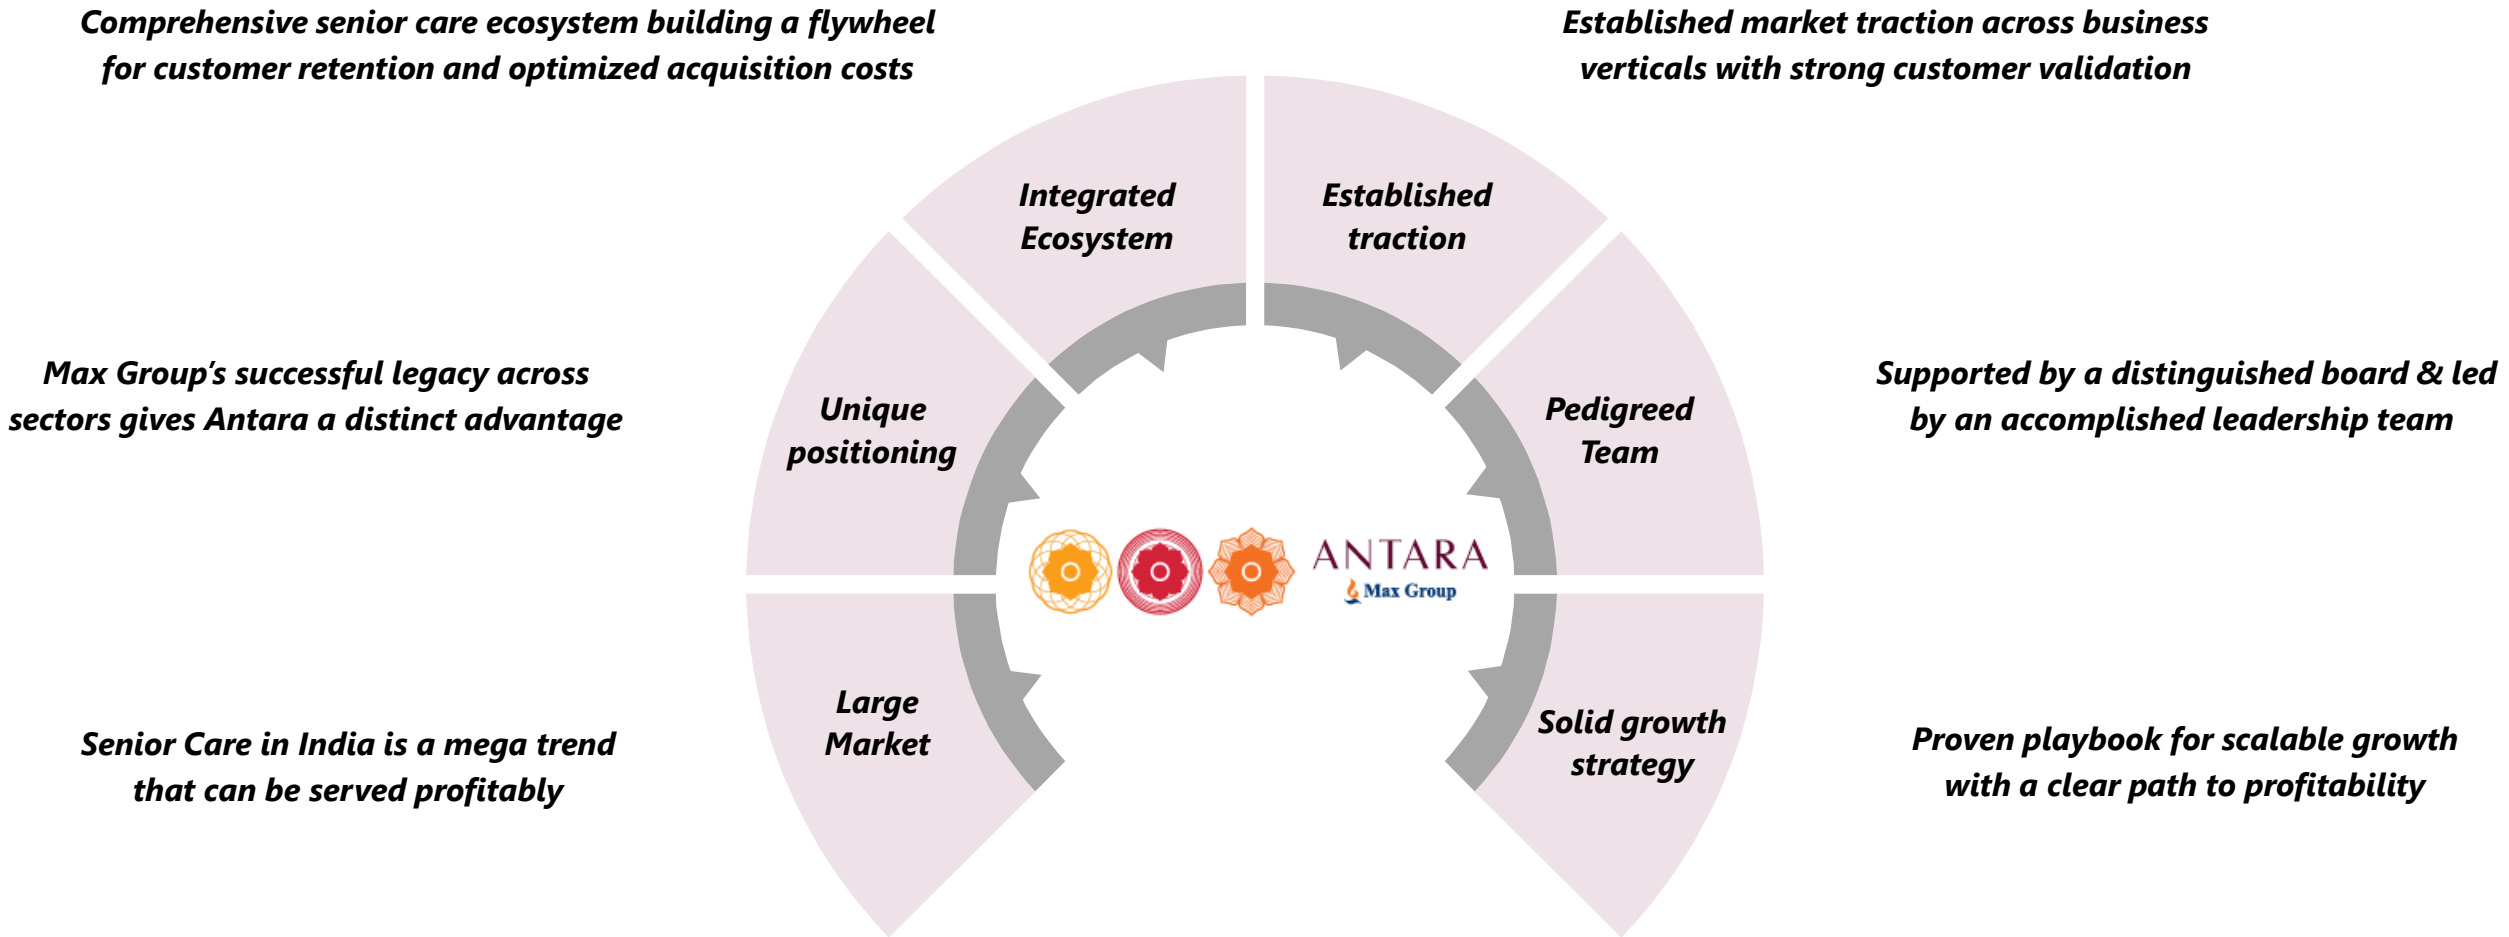 Comprehensive senior care ecosystem building a flywheel
for customer retention and optimized acquisition costs
Established market traction across business
verticals with strong customer validation
Integrated
Ecosystem
Established
traction
Max Group’s successful legacy across
sectors gives Antara a distinct advantage
Unique
positioning
Pedigreed
Team
Supported by a distinguished board & led
by an accomplished leadership team
ANTARA
Max Group
Senior Care in India is a mega trend
that can be served profitably
Large
Market
Solid growth
strategy
Proven playbook for scalable growth
with a clear path to profitability